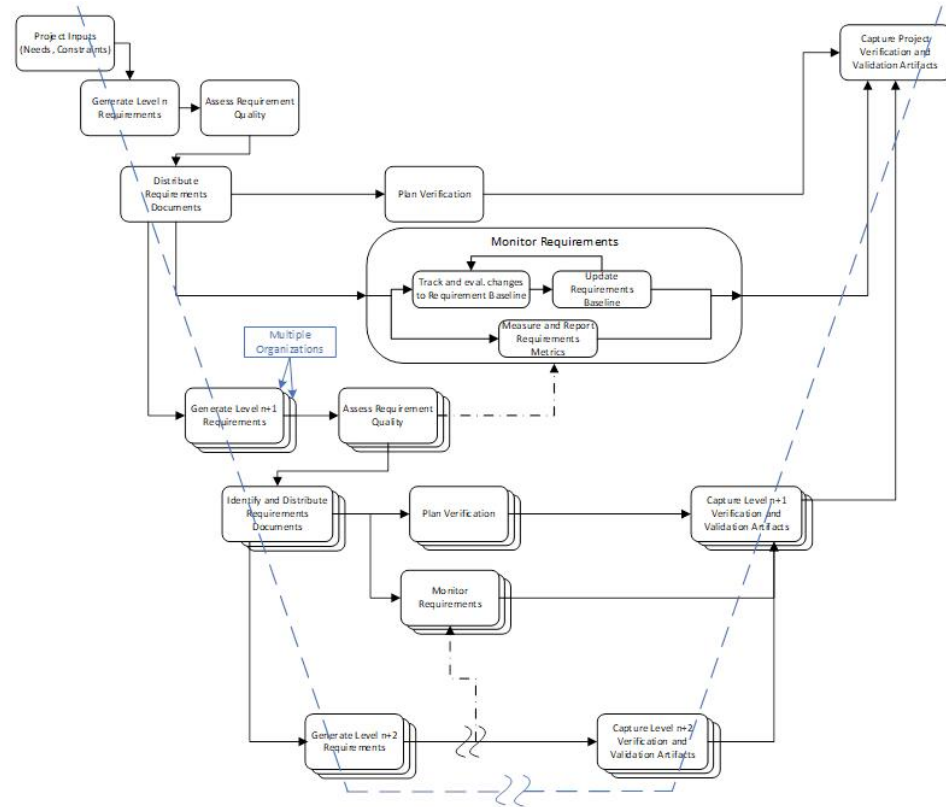 Project Inputs
(Needs, Constraints)
Capture Project
Verification and
Validation Artifacts
Generate Level n
Requirements
Assess Requirement
Quality
Distribute
Requirements
Documents
Plan Verification
Monitor Requirements
Track and eval. changes
to Requirement Baseline
Update
Requirements
Baseline
Measure and Report
Requirements
Metrics
Multiple
Organizations
Generate Level n+1
Requirements
Assess Requirement
Quality
Identify and Distribute
Requirements
Documents
Plan Verification
Capture Level n+1
Verification and
Validation Artifacts
Monitor
Requirements
Generate Level n+2
Requirements
Capture Level n+2
Verification and
Validation Artifacts